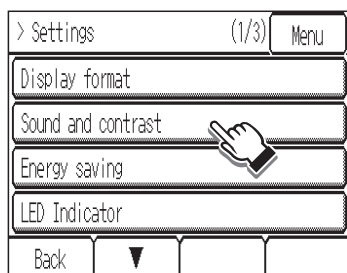 > Settings (1/3) Menu
Display format
Sound and contrast
Energy saving
LED Indicator
Back ▼